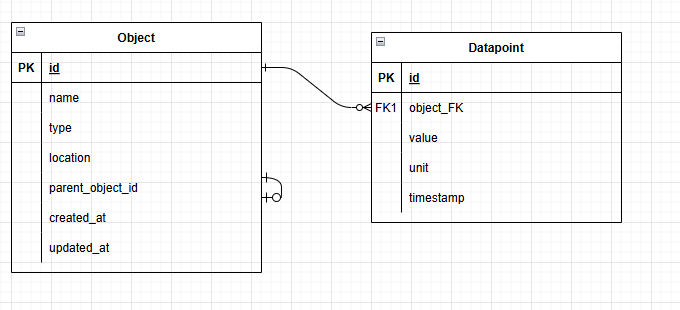 Object
PK id
name
type
location
parent_object_id
created_at
updated_at
Datapoint
PK id
FK1 object_FK
value
unit
timestamp